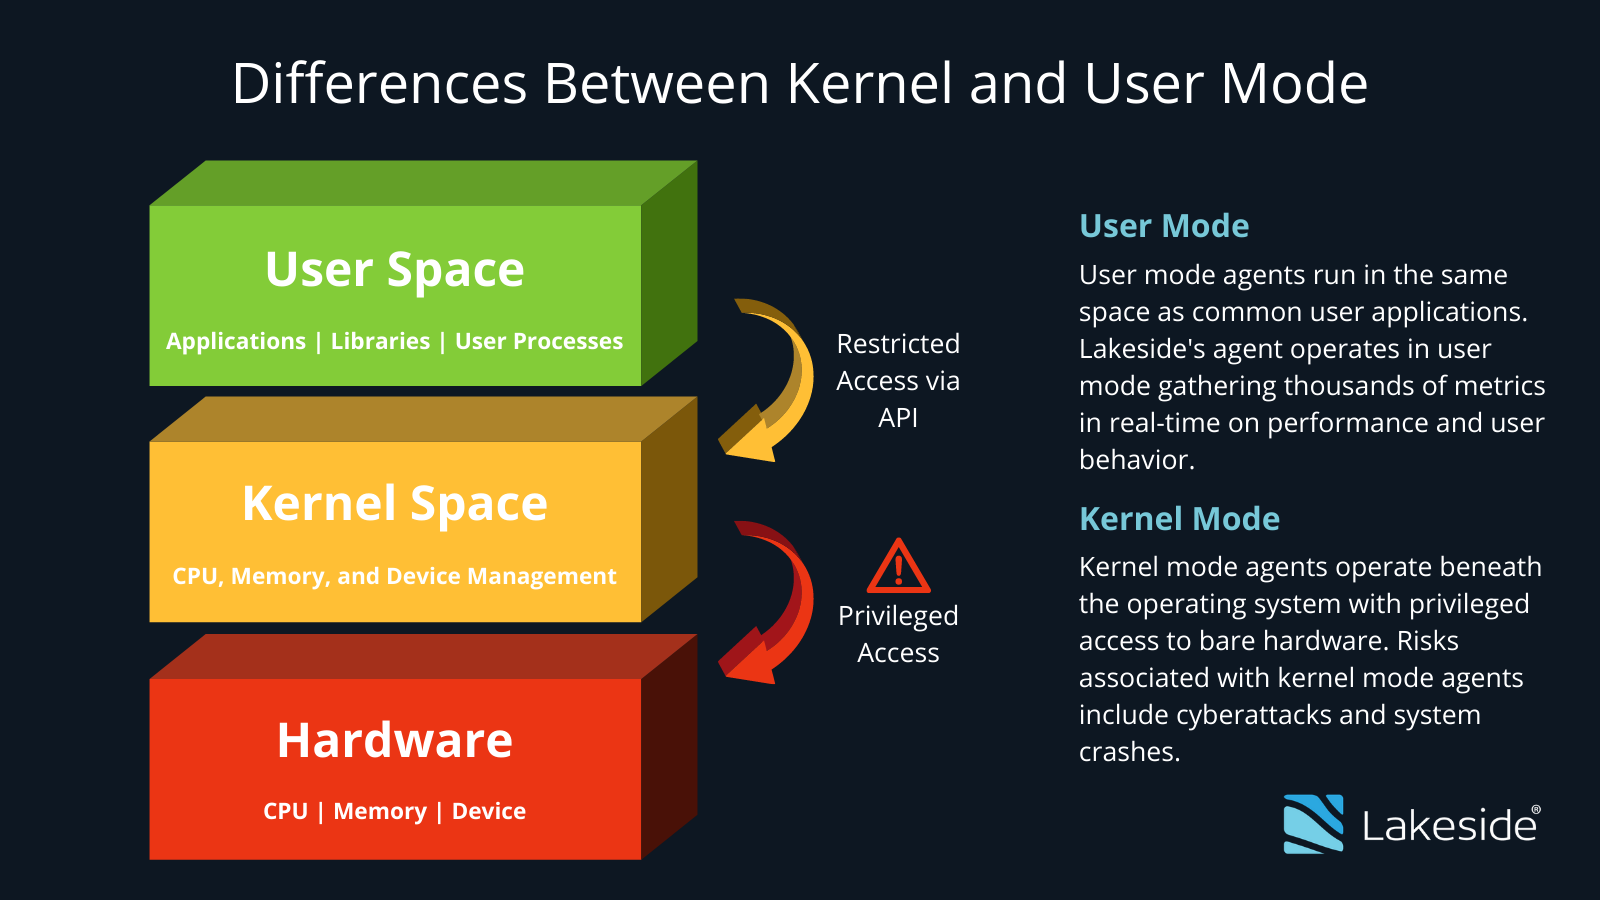 Differences Between Kernel and User Mode
User Space
Applications | Libraries | User Processes
Restricted
Access via
API
Kernel Space
CPU, Memory, and Device Management
Privileged
Access
Hardware
CPU | Memory | Device
User Mode
User mode agents run in the same
space as common user applications.
Lakeside's agent operates in user
mode gathering thousands of metrics
in real-time on performance and user
behavior.
Kernel Mode
Kernel mode agents operate beneath
the operating system with privileged
access to bare hardware. Risks
associated with kernel mode agents
include cyberattacks and system
crashes.
Lakeside®